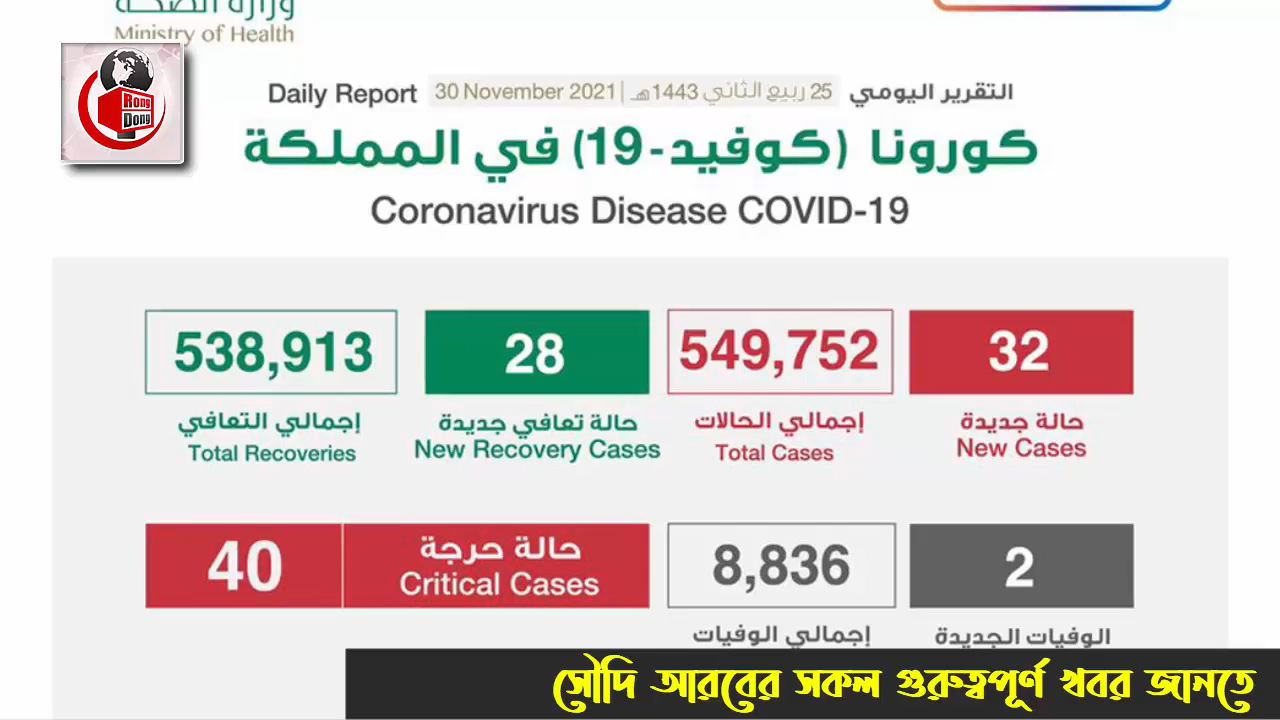 وزارة الصحة
Ministry of Health
Rong
Dong
Daily Report 30 November 2021 | 25 ربيع الثاني 1443هـ التقرير اليومي
كورونا (كوفيد-19) في المملكة
Coronavirus Disease COVID-19
538,913 28 549,752 32
إجمالي التعافي حالة تعافي جديدة إجمالي الحالات حالة جديدة
Total Recoveries New Recovery Cases Total Cases New Cases
40 حالة حرجة 8,836 2
Critical Cases
إجمالي الوفيات الوفيات الجديدة
সৌদি আরবের সকল গুরুত্বপূর্ণ খবর জানতে